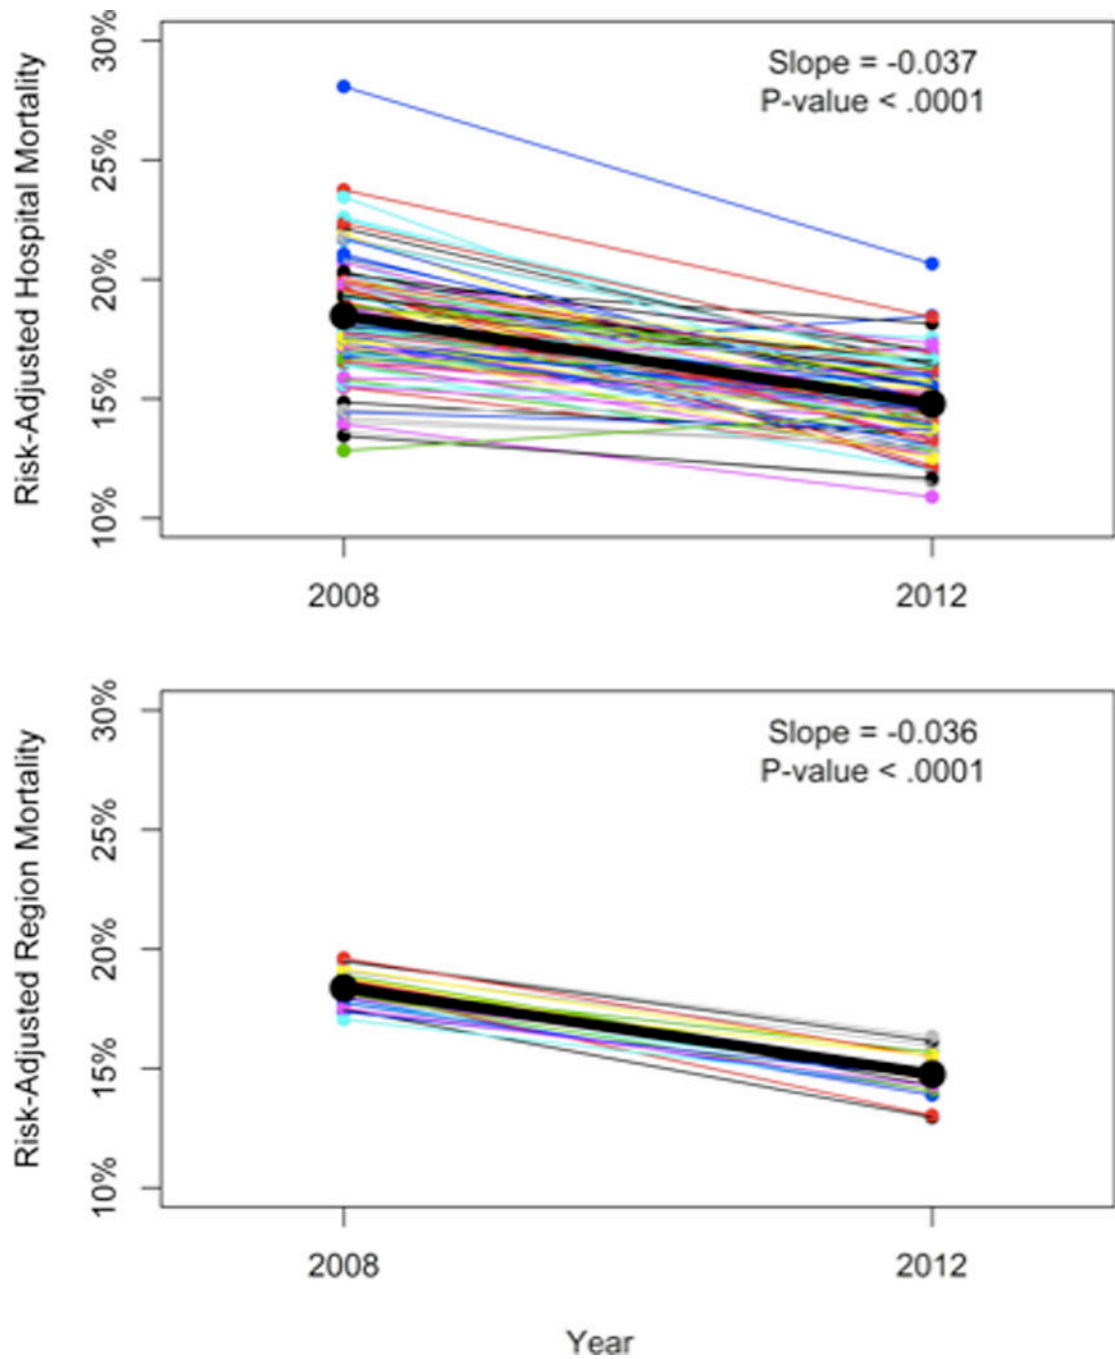 Risk-Adjusted Hospital Mortality
30%
25%
20%
15%
10%
Slope = -0.037
P-value < .0001
2008 2012
Risk-Adjusted Region Mortality
30%
25%
20%
15%
10%
Slope = -0.036
P-value < .0001
2008 2012
Year